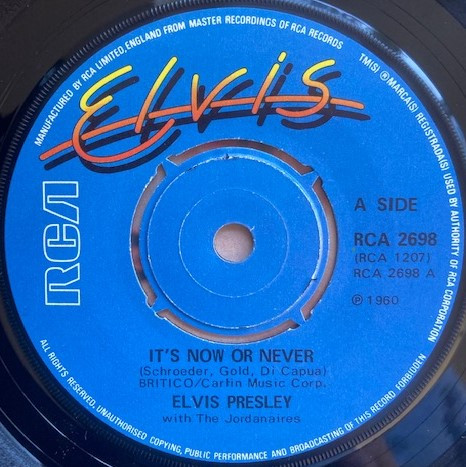 MANUFACTURED BY RCA LIMITED, ENGLAND FROM MASTER RECORDINGS OF RCA RECORDS
TM(S) ® MARCA(S) REGISTRADA(S) USED BY AUTHORITY OF RCA
Elvis
RCA
A SIDE
RCA 2698
(RCA 1207)
RCA 2698 A
℗ 1960
IT'S NOW OR NEVER
(Schroeder, Gold, Di Capua)
BRITICO/Carlin Music Corp.
ELVIS PRESLEY
with The Jordanaires
ALL RIGHTS RESERVED. UNAUTHORISED COPYING, PUBLIC PERFORMANCE AND BROADCASTING OF THIS RECORD FORBIDDEN